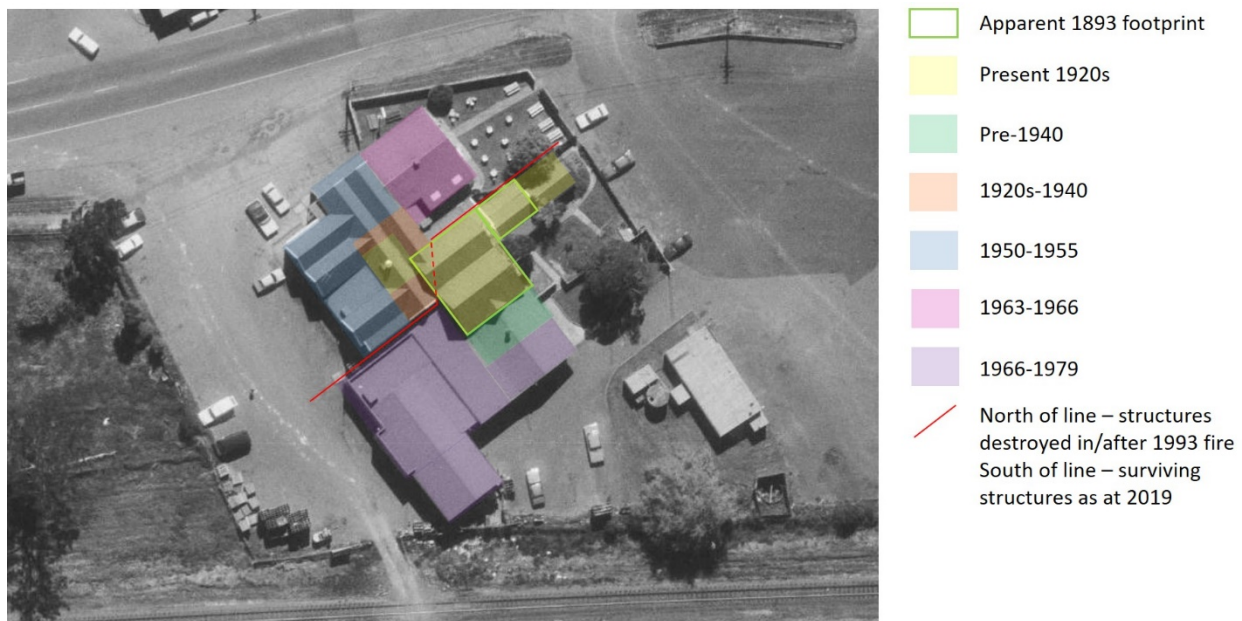 Apparent 1893 footprint
Present 1920s
Pre-1940
1920s-1940
1950-1955
1963-1966
1966-1979
North of line – structures
destroyed in/after 1993 fire
South of line – surviving
structures as at 2019